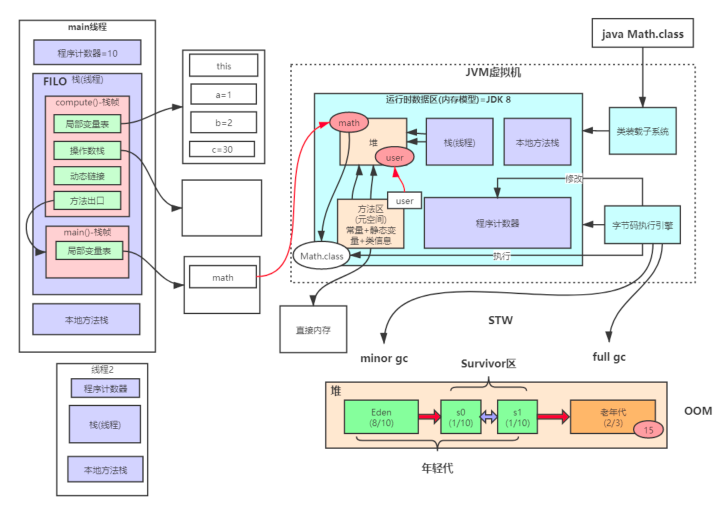 main线程
程序计数器=10
FILO
栈(线程)
compute()-栈帧
局部变量表
操作数栈
动态链接
方法出口
main()-栈帧
局部变量表
本地方法栈
线程2
程序计数器
栈(线程)
本地方法栈
this
a=1
b=2
c=30
math
java Math.class
JVM虚拟机
运行时数据区(内存模型)=JDK 8
math
堆
user
栈(线程)
本地方法栈
类装载子系统
user
方法区
(元空间)
常量+静态变
量+类信息
程序计数器
修改
字节码执行引擎
Math.class
执行
直接内存
STW
minor gc
full gc
Survivor区
堆
Eden
(8/10)
s0
(1/10)
s1
(1/10)
老年代
(2/3)
15
OOM
年轻代